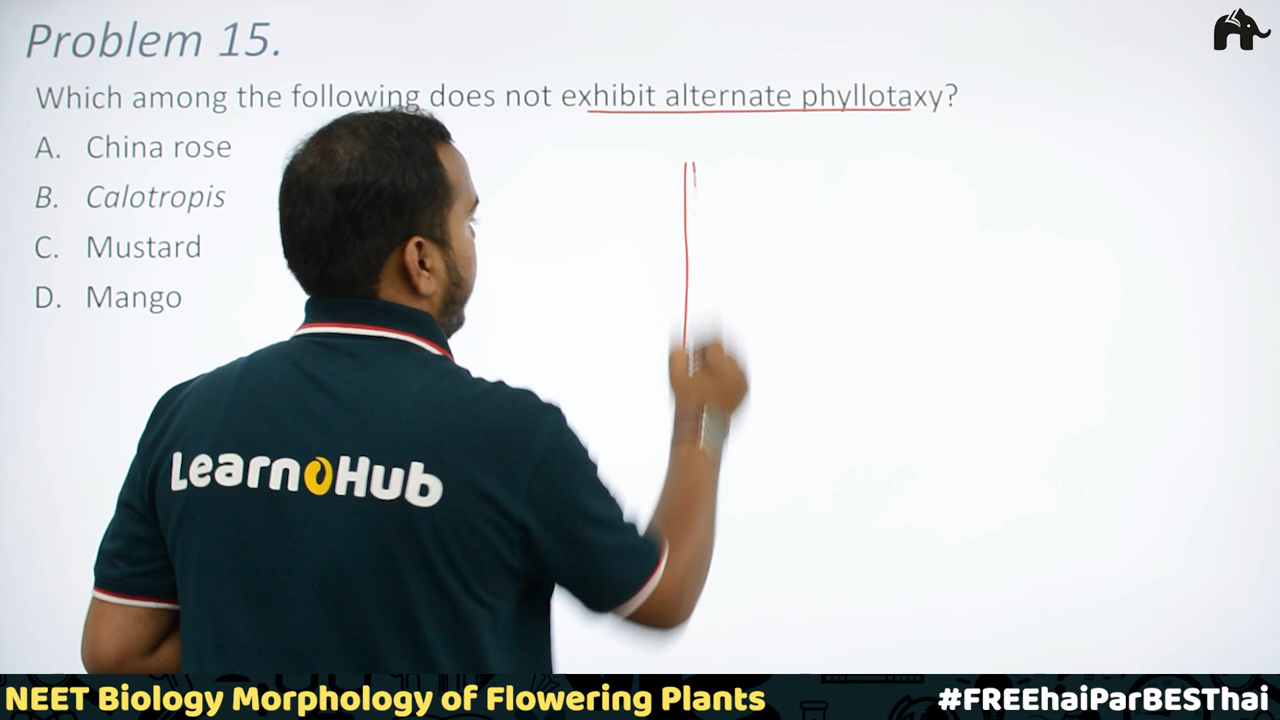 Problem 15.
Which among the following does not exhibit alternate phyllotaxy?
A. China rose
B. Calotropis
C. Mustard
D. Mango
LearnoHub
NEET Biology Morphology of Flowering Plants
#FREEhaiParBESThai